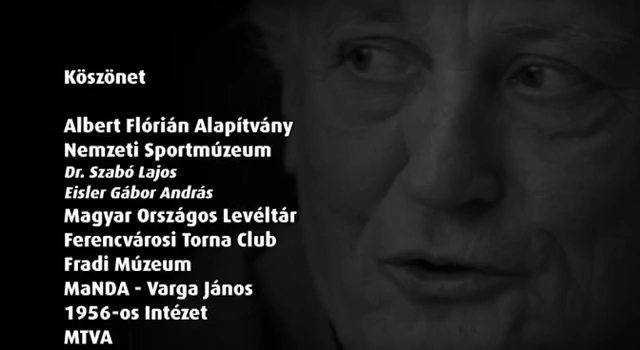 Köszönet
Albert Flórián Alapítvány
Nemzeti Sportmúzeum
Dr. Szabó Lajos
Eisler Gábor András
Magyar Országos Levéltár
Ferencvárosi Torna Club
Fradi Múzeum
MaNDA - Varga János
1956-os Intézet
MTVA